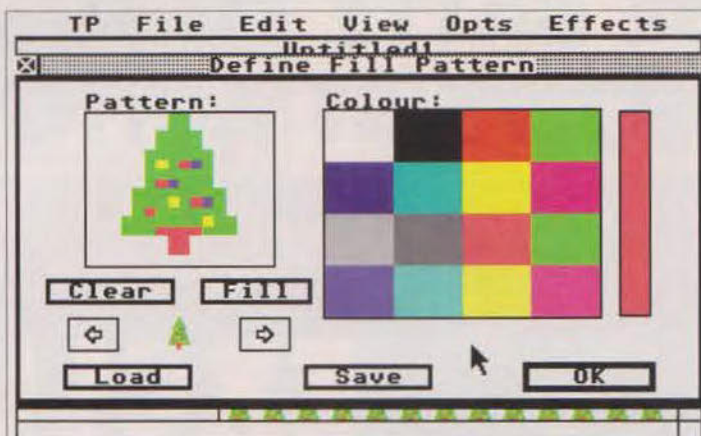 TP File Edit View Opts Effects
Untitled1
Define Fill Pattern
Pattern: Colour:
Clear Fill
Load Save OK